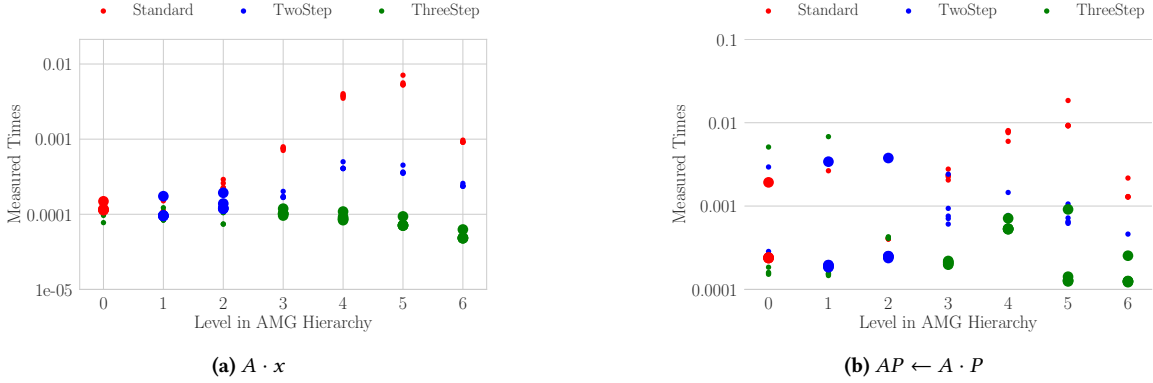 Standard TwoStep ThreeStep
0.01
0.001
0.0001
1e-05
Measured Times
0 1 2 3 4 5 6
Level in AMG Hierarchy
(a) A · x
Standard TwoStep ThreeStep
0.1
0.01
0.001
0.0001
Measured Times
0 1 2 3 4 5 6
Level in AMG Hierarchy
(b) AP ← A · P